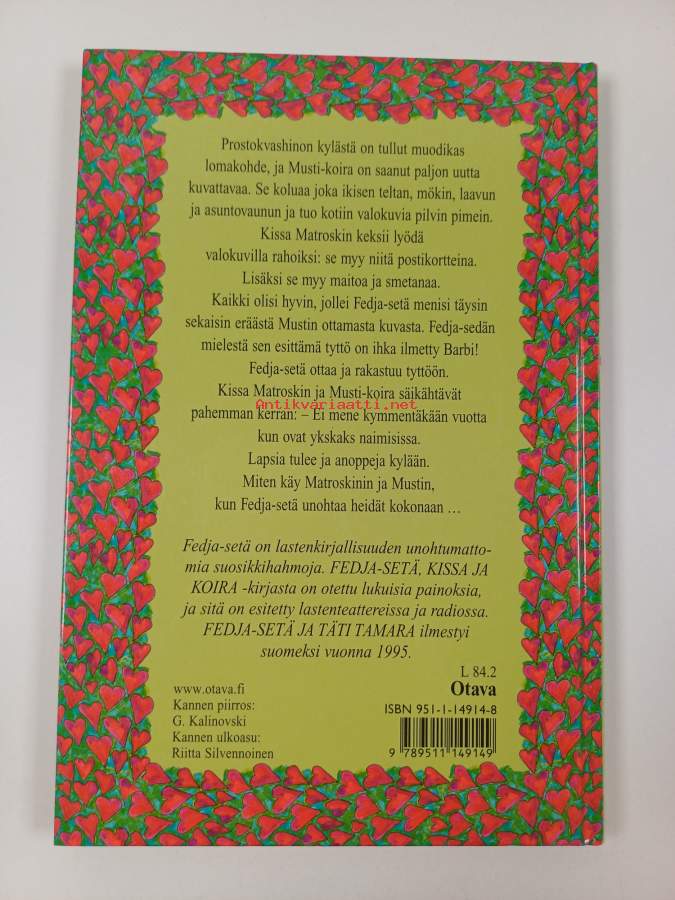 Prostokvashinon kylästä on tullut muodikas
lomakohde, ja Musti-koira on saanut paljon uutta
kuvattavaa. Se koluaa joka ikisen teltan, mökin, laavun
ja asuntovaunun ja tuo kotiin valokuvia pilvin pimein.
Kissa Matroskin keksii lyödä
valokuvilla rahoiksi: se myy niitä postikortteina.
Lisäksi se myy maitoa ja smetanaa.
Kaikki olisi hyvin, jollei Fedja-setä menisi täysin
sekaisin eräästä Mustin ottamasta kuvasta. Fedja-sedän
mielestä sen esittämä tyttö on ihka ilmetty Barbi!
Fedja-setä ottaa ja rakastuu tyttöön.
Kissa Matroskin ja Musti-koira säikähtävät
Antikvariaatti.net
pahemman kerran: – Ei mene kymmentäkään vuotta
kun ovat ykskaks naimisissa.
Lapsia tulee ja anoppeja kylään.
Miten käy Matroskinin ja Mustin,
kun Fedja-setä unohtaa heidät kokonaan ...
Fedja-setä on lastenkirjallisuuden unohtumatto-
mia suosikkihahmoja. FEDJA-SETÄ, KISSA JA
KOIRA -kirjasta on otettu lukuisia painoksia,
ja sitä on esitetty lastenteattereissa ja radiossa.
FEDJA-SETÄ JA TÄTI TAMARA ilmestyi
suomeksi vuonna 1995.
L 84.2
www.otava.fi
Otava
Kannen piirros:
G. Kalinovski
Kannen ulkoasu:
Riitta Silvennoinen
ISBN 951-1-14914-8
9 789511 149149